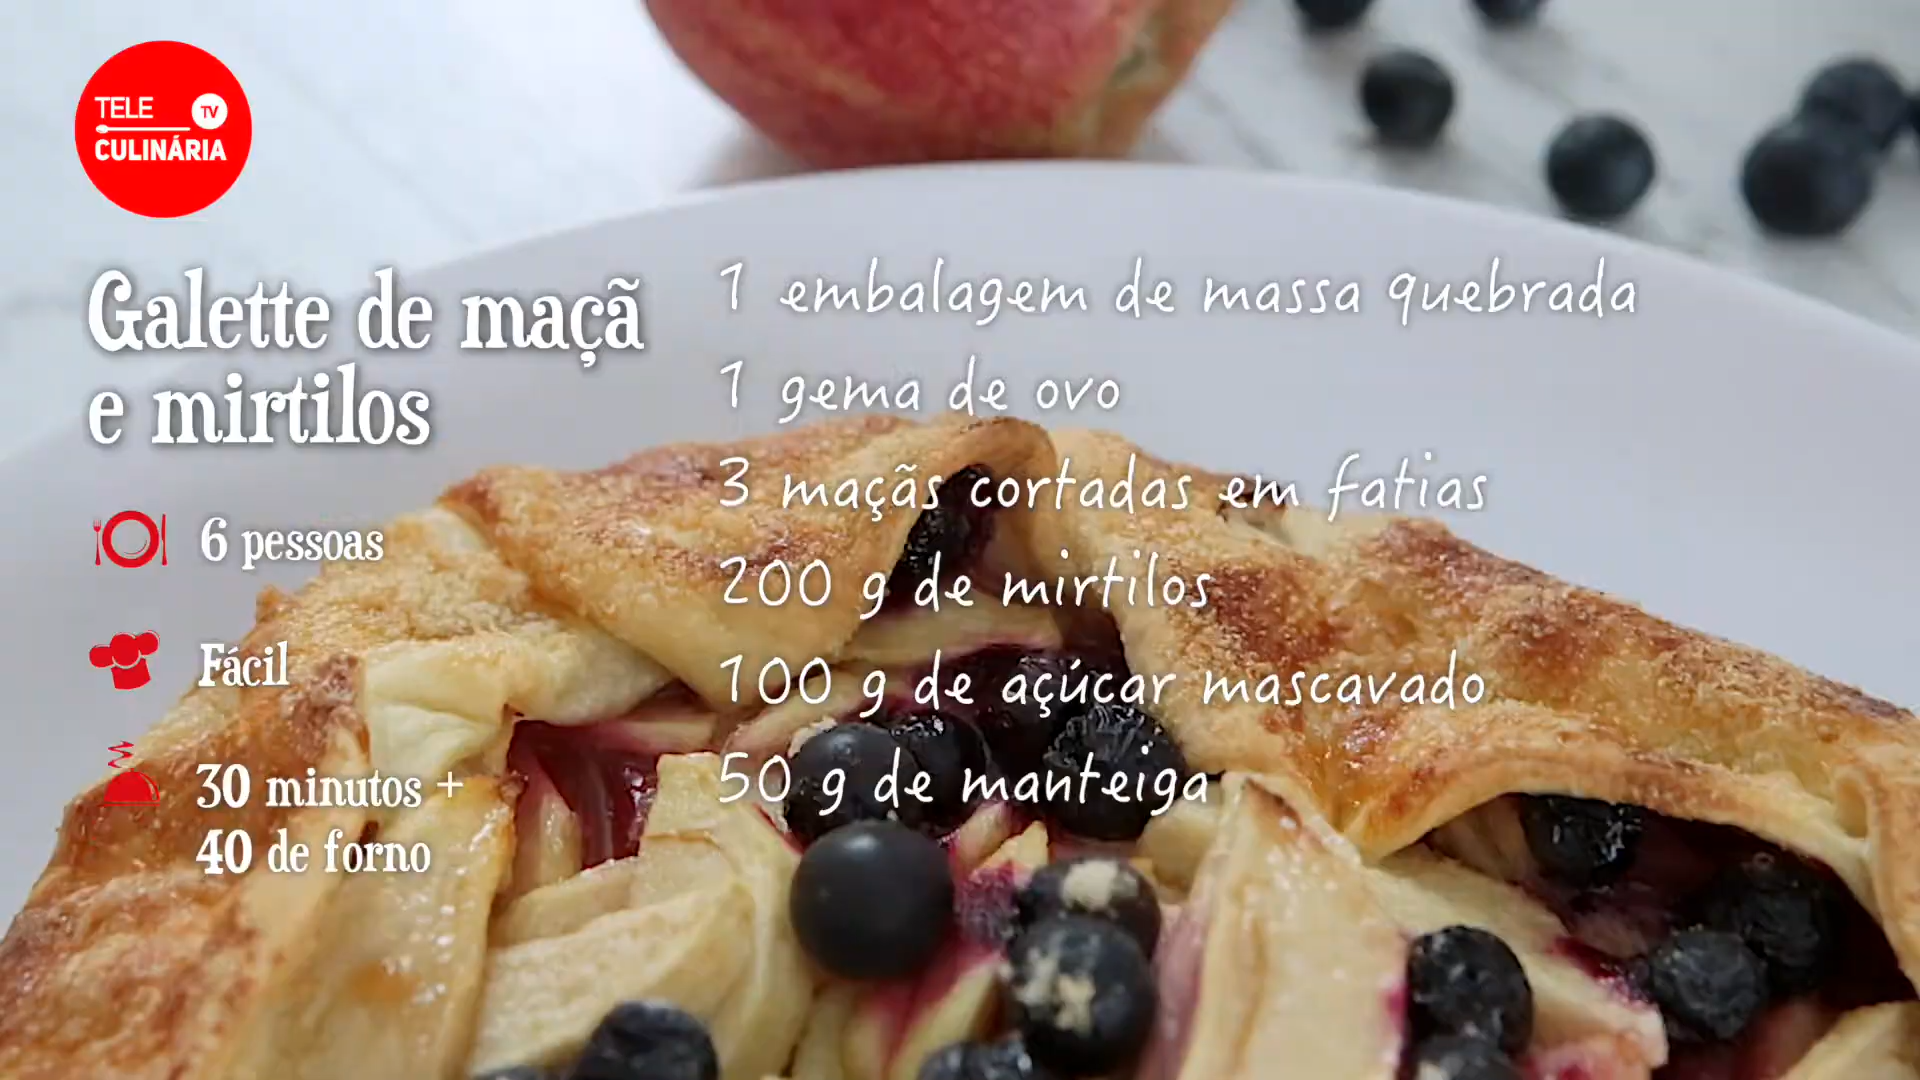 TELE TV
CULINÁRIA
Galette de maçã
e mirtilos
6 pessoas
Fácil
30 minutos +
40 de forno
1 embalagem de massa quebrada
1 gema de ovo
3 maçãs cortadas em fatias
200 g de mirtilos
100 g de açúcar mascavado
50 g de manteiga